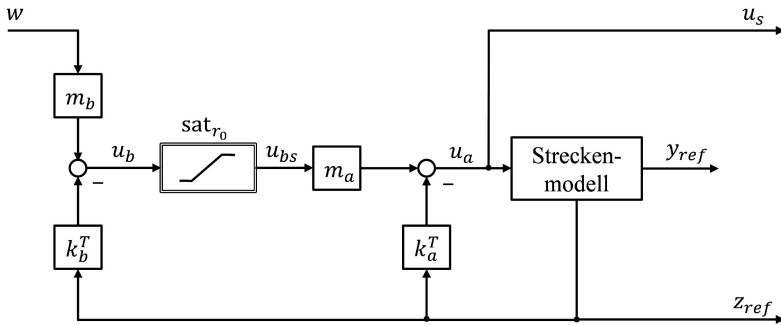 w
u_s
m_b
sat_{r_0}
u_b
u_{bs}
m_a
u_a
Strecken-
modell
y_{ref}
−
−
k_b^T
k_a^T
z_{ref}